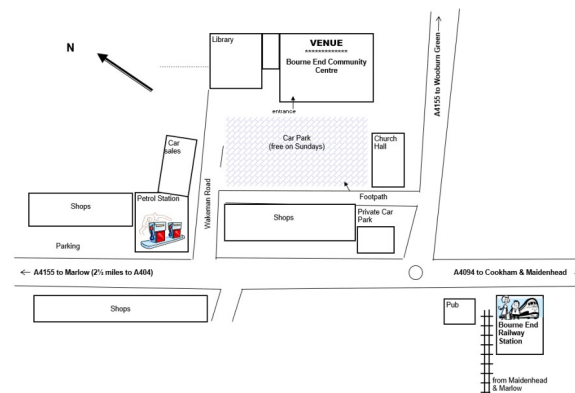 N
Library
VENUE
************
Bourne End Community
Centre
entrance
A4155 to Wooburn Green
Car Park
(free on Sundays)
Church
Hall
Car
sales
Petrol Station
Shops
Wakeman Road
Footpath
Shops
Private Car
Park
Parking
← A4155 to Marlow (2½ miles to A404)
A4094 to Cookham & Maidenhead
Shops
Pub
Bourne End
Railway
Station
from Maidenhead
& Marlow